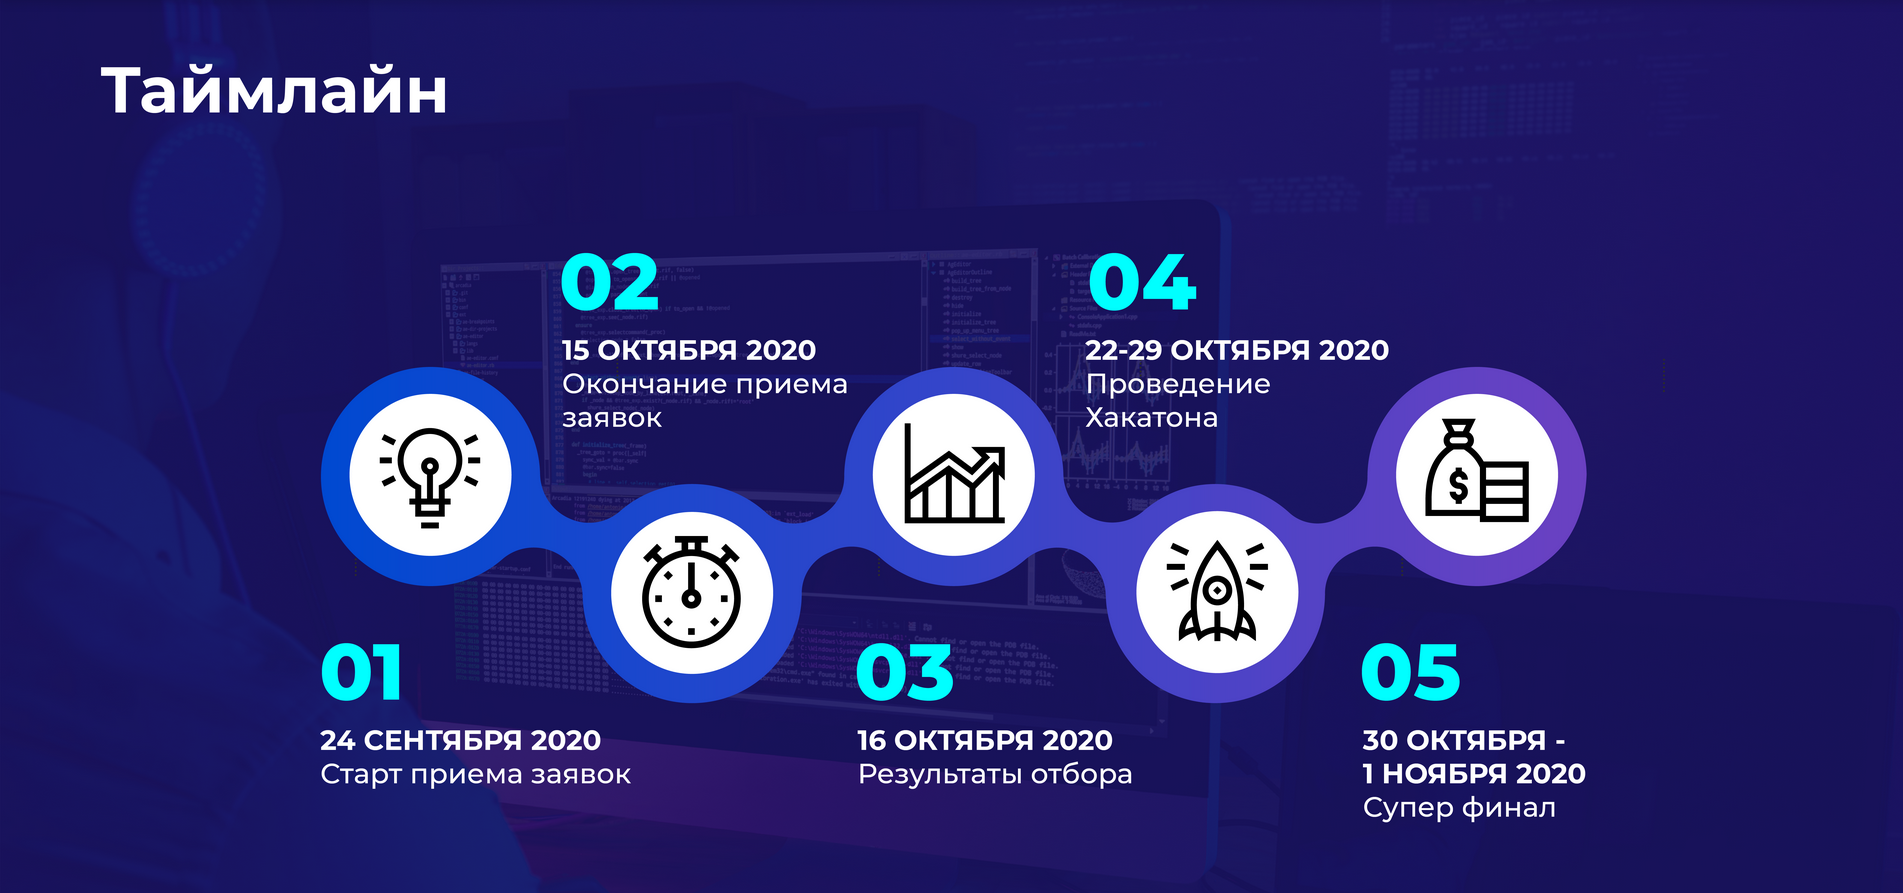 Таймлайн
01
24 СЕНТЯБРЯ 2020
Старт приема заявок
02
15 ОКТЯБРЯ 2020
Окончание приема
заявок
03
16 ОКТЯБРЯ 2020
Результаты отбора
04
22-29 ОКТЯБРЯ 2020
Проведение
Хакатона
05
30 ОКТЯБРЯ -
1 НОЯБРЯ 2020
Супер финал